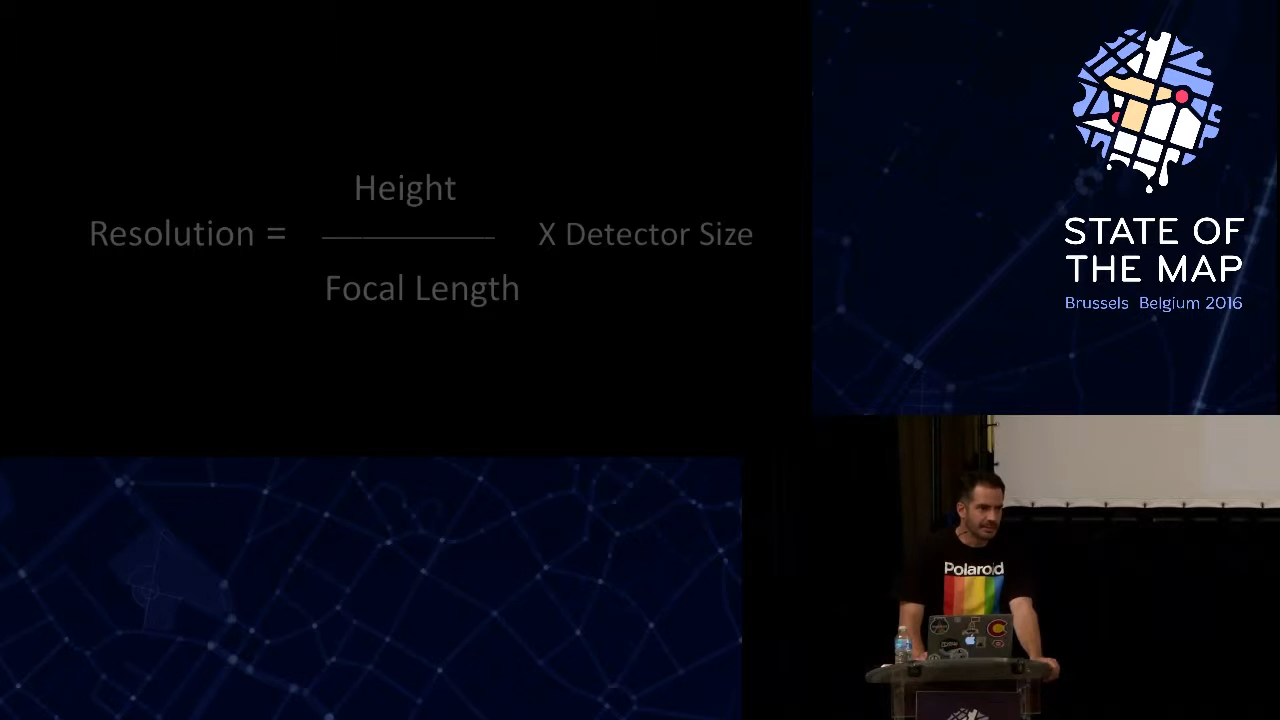 Height
Resolution = X Detector Size
Focal Length
STATE OF
THE MAP
Brussels Belgium 2016
Polaroid